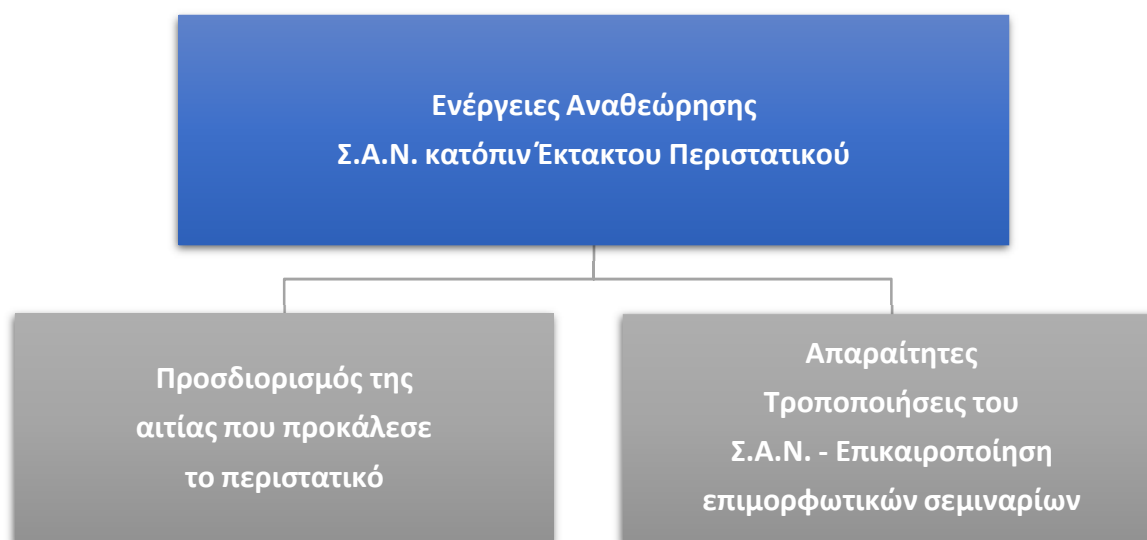 Ενέργειες Αναθεώρησης
Σ.Α.Ν. κατόπιν Έκτακτου Περιστατικού
Προσδιορισμός της
αιτίας που προκάλεσε
το περιστατικό
Απαραίτητες
Τροποποιήσεις του
Σ.Α.Ν. - Επικαιροποίηση
επιμορφωτικών σεμιναρίων